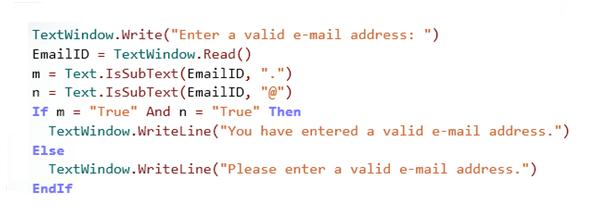 TextWindow.Write("Enter a valid e-mail address: ")
EmailID = TextWindow.Read()
m = Text.IsSubText(EmailID, ".")
n = Text.IsSubText(EmailID, "@")
If m = "True" And n = "True" Then
  TextWindow.WriteLine("You have entered a valid e-mail address.")
Else
  TextWindow.WriteLine("Please enter a valid e-mail address.")
EndIf